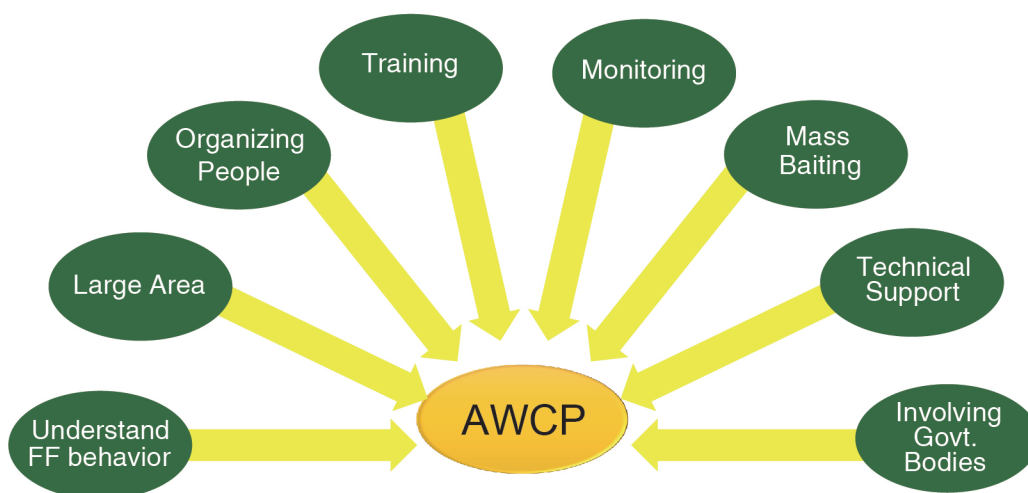 Training
Monitoring
Organizing
People
Mass
Baiting
Large Area
Technical
Support
Understand
FF behavior
AWCP
Involving
Govt.
Bodies